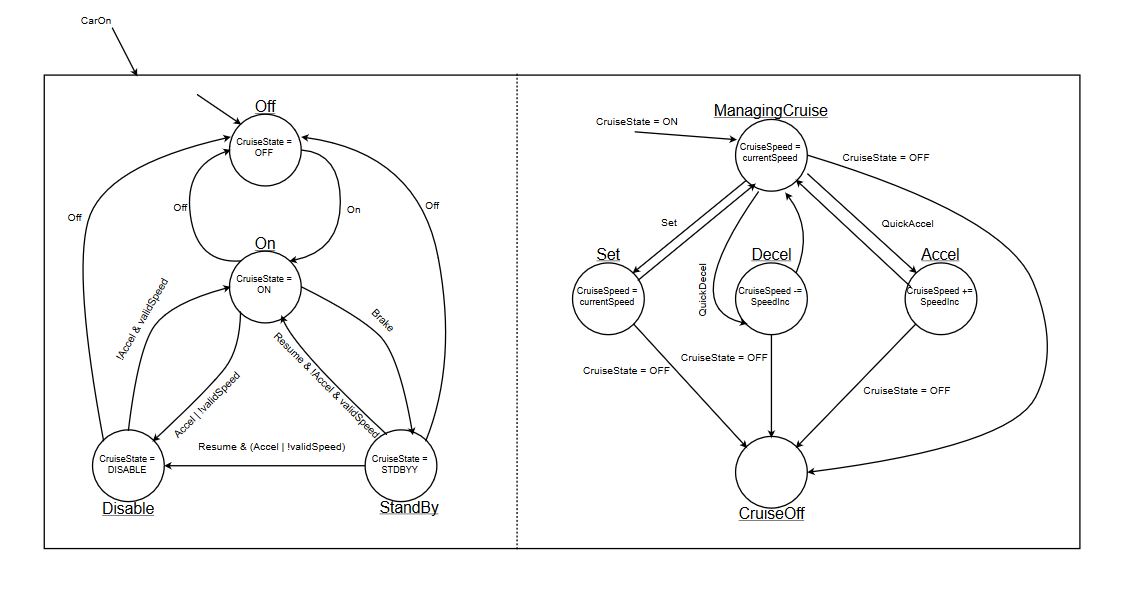 CarOn
Off
CruiseState =
OFF
Off
On
Off
Off
On
CruiseState =
ON
!Accel & validSpeed
Brake
Resume & !Accel & validSpeed
Accel | !validSpeed
Resume & (Accel | !validSpeed)
CruiseState =
DISABLE
Disable
CruiseState =
STDBYY
StandBy
ManagingCruise
CruiseState = ON
CruiseSpeed =
currentSpeed
CruiseState = OFF
Set
QuickAccel
QuickDecel
Set
CruiseSpeed =
currentSpeed
Decel
CruiseSpeed -=
SpeedInc
Accel
CruiseSpeed +=
SpeedInc
CruiseState = OFF
CruiseState = OFF
CruiseState = OFF
CruiseOff